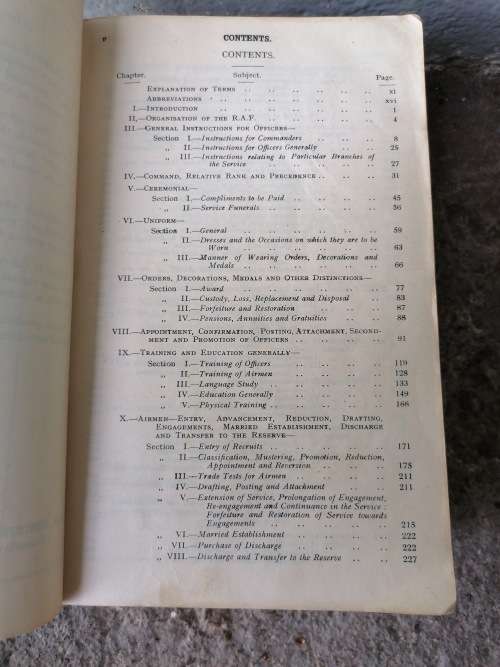 v CONTENTS.
CONTENTS.
Chapter. Subject. Page.
EXPLANATION OF TERMS .. .. .. .. .. .. xi
ABBREVIATIONS .. .. .. .. .. .. xvi
I.—INTRODUCTION .. .. .. .. .. .. 1
II.—ORGANISATION OF THE R.A.F. .. .. .. .. 4
III.—GENERAL INSTRUCTIONS FOR OFFICERS—
Section I.—Instructions for Commanders .. .. .. 8
„ II.—Instructions for Officers Generally .. .. .. 25
„ III.—Instructions relating to Particular Branches of
the Service .. .. .. .. .. 27
IV.—COMMAND, RELATIVE RANK AND PRECEDENCE .. .. .. 31
V.—CEREMONIAL—
Section I.—Compliments to be Paid .. .. .. .. 45
„ II.—Service Funerals .. .. .. .. .. 56
VI.—UNIFORM—
Section I.—General .. .. .. .. .. .. 59
„ II.—Dresses and the Occasions on which they are to be
Worn .. .. .. .. .. .. 63
„ III.—Manner of Wearing Orders, Decorations and
Medals .. .. .. .. .. .. 66
VII.—ORDERS, DECORATIONS, MEDALS AND OTHER DISTINCTIONS—
Section I.—Award .. .. .. .. .. .. 77
„ II.—Custody, Loss, Replacement and Disposal .. .. 83
„ III.—Forfeiture and Restoration .. .. .. .. 87
„ IV.—Pensions, Annuities and Gratuities .. .. .. 88
VIII.—APPOINTMENT, CONFIRMATION, POSTING, ATTACHMENT, SECOND-
MENT AND PROMOTION OF OFFICERS .. .. .. .. 91
IX.—TRAINING AND EDUCATION GENERALLY—
Section I.—Training of Officers .. .. .. .. 119
„ II.—Training of Airmen .. .. .. .. 128
„ III.—Language Study .. .. .. .. .. 133
„ IV.—Education Generally .. .. .. .. 149
„ V.—Physical Training .. .. .. .. .. 166
X.—AIRMEN—ENTRY, ADVANCEMENT, REDUCTION, DRAFTING,
ENGAGEMENTS, MARRIED ESTABLISHMENT, DISCHARGE
AND TRANSFER TO THE RESERVE—
Section I.—Entry of Recruits .. .. .. .. 171
„ II.—Classification, Mustering, Promotion, Reduction,
Appointment and Reversion .. .. .. 175
„ III.—Trade Tests for Airmen .. .. .. .. 211
„ IV.—Drafting, Posting and Attachment .. .. .. 211
„ V.—Extension of Service, Prolongation of Engagement,
Re-engagement and Continuance in the Service :
Forfeiture and Restoration of Service towards
Engagements .. .. .. .. .. 215
„ VI.—Married Establishment .. .. .. .. 222
„ VII.—Purchase of Discharge .. .. .. .. 222
„ VIII.—Discharge and Transfer to the Reserve .. .. 227